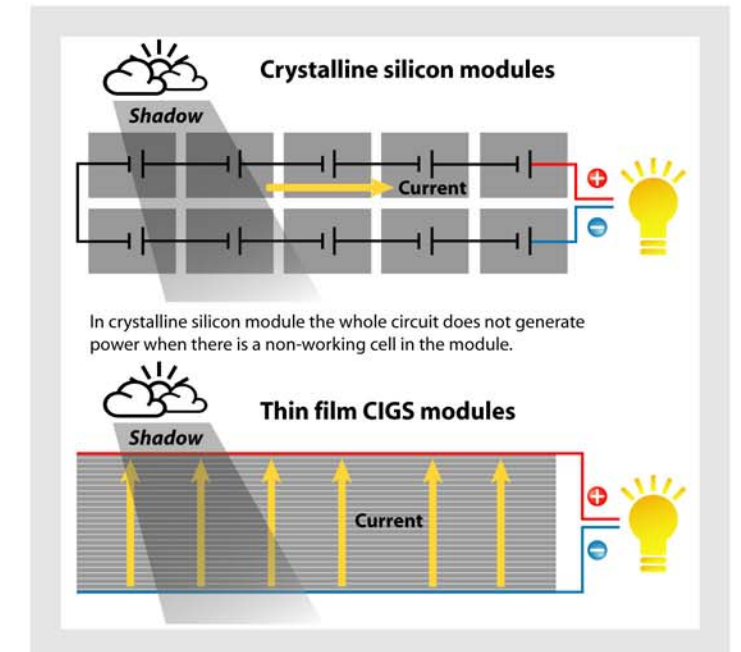 Crystalline silicon modules
Shadow
Current
+
−
In crystalline silicon module the whole circuit does not generate
power when there is a non-working cell in the module.
Thin film CIGS modules
Shadow
Current
+
−